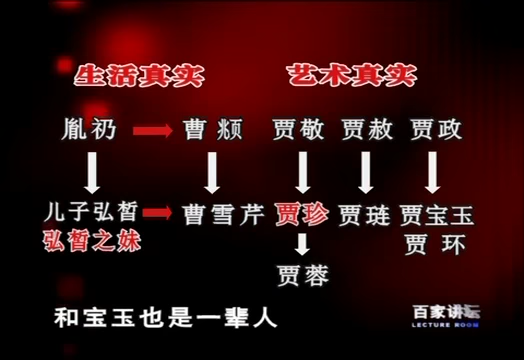 生活真实 艺术真实
胤礽 曹頫 贾敬 贾赦 贾政
儿子弘皙 曹雪芹 贾珍 贾琏 贾宝玉
弘皙之妹 贾环
贾蓉
和宝玉也是一辈人
百家讲坛
LECTURE ROOM